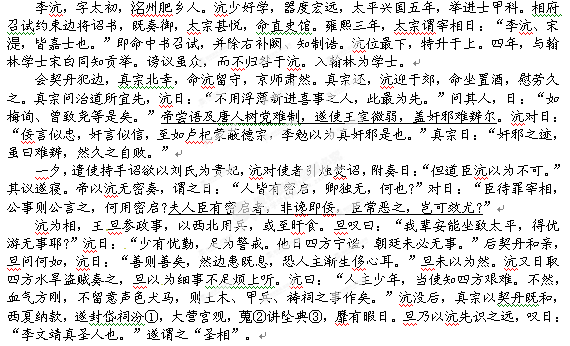 李沆，字太初，洺州肥乡人。沆少好学，器度宏远，太平兴国五年，举进士甲科。相府
召试约束边将诏书，既奏御，太宗甚悦，命直史馆。雍熙三年，太宗谓宰相曰：“李沆、宋
湜，皆嘉士也。”即命中书召试，并除右补阙、知制诰。沆位最下，特升于上。四年，与翰
林学士宋白同知贡举。谤议虽众，而不归咎于沆。入翰林为学士。
会契丹犯边，真宗北幸，命沆留守，京师肃然。真宗还，沆迎于郊，命坐置酒，慰劳久
之。真宗问治道所宜先，沆曰：“不用浮薄新进喜事之人，此最为先。”问其人，曰：“如
梅询、曾致尧等是矣。”帝尝语及唐人树党难制，遂使王室微弱，盖奸邪难辨尔。沆对曰：
“佞言似忠，奸言似信，至如卢杞蒙蔽德宗，李勉以为真奸邪是也。”真宗曰：“奸邪之迹，
虽曰难辨，然久之自败。”
一夕，遣使持手诏欲以刘氏为贵妃，沆对使者引烛焚诏，附奏曰：“但道臣沆以为不可。”
其议遂寝。帝以沆无密奏，谓之曰：“人皆有密启，卿独无，何也？”对曰：“臣待罪宰相，
公事则公言之，何用密启？夫人臣有密启者，非谗即佞，臣常恶之，岂可效尤？”
沆为相，王旦参政事，以西北用兵，或至旰食。旦叹曰：“我辈安能坐致太平，得优
游无事耶？”沆曰：“少有忧勤，足为警戒。他日四方宁谧，朝廷未必无事。”后契丹和亲，
旦问何如，沆曰：“善则善矣，然边患既息，恐人主渐生侈心耳。”旦未以为然。沆又日取
四方水旱盗贼奏之，旦以为细事不足烦上听。沆曰：“人主少年，当使知四方艰难。不然，
血气方刚，不留意声色犬马，则土木、甲兵、祷祠之事作矣。”沆没后，真宗以契丹既和，
西夏纳款，遂封岱祠汾①，大营宫观，蒐②讲坠典③，靡有暇日。旦乃以沆先识之远，叹曰：
“李文靖真圣人也。”遂谓之“圣相”。